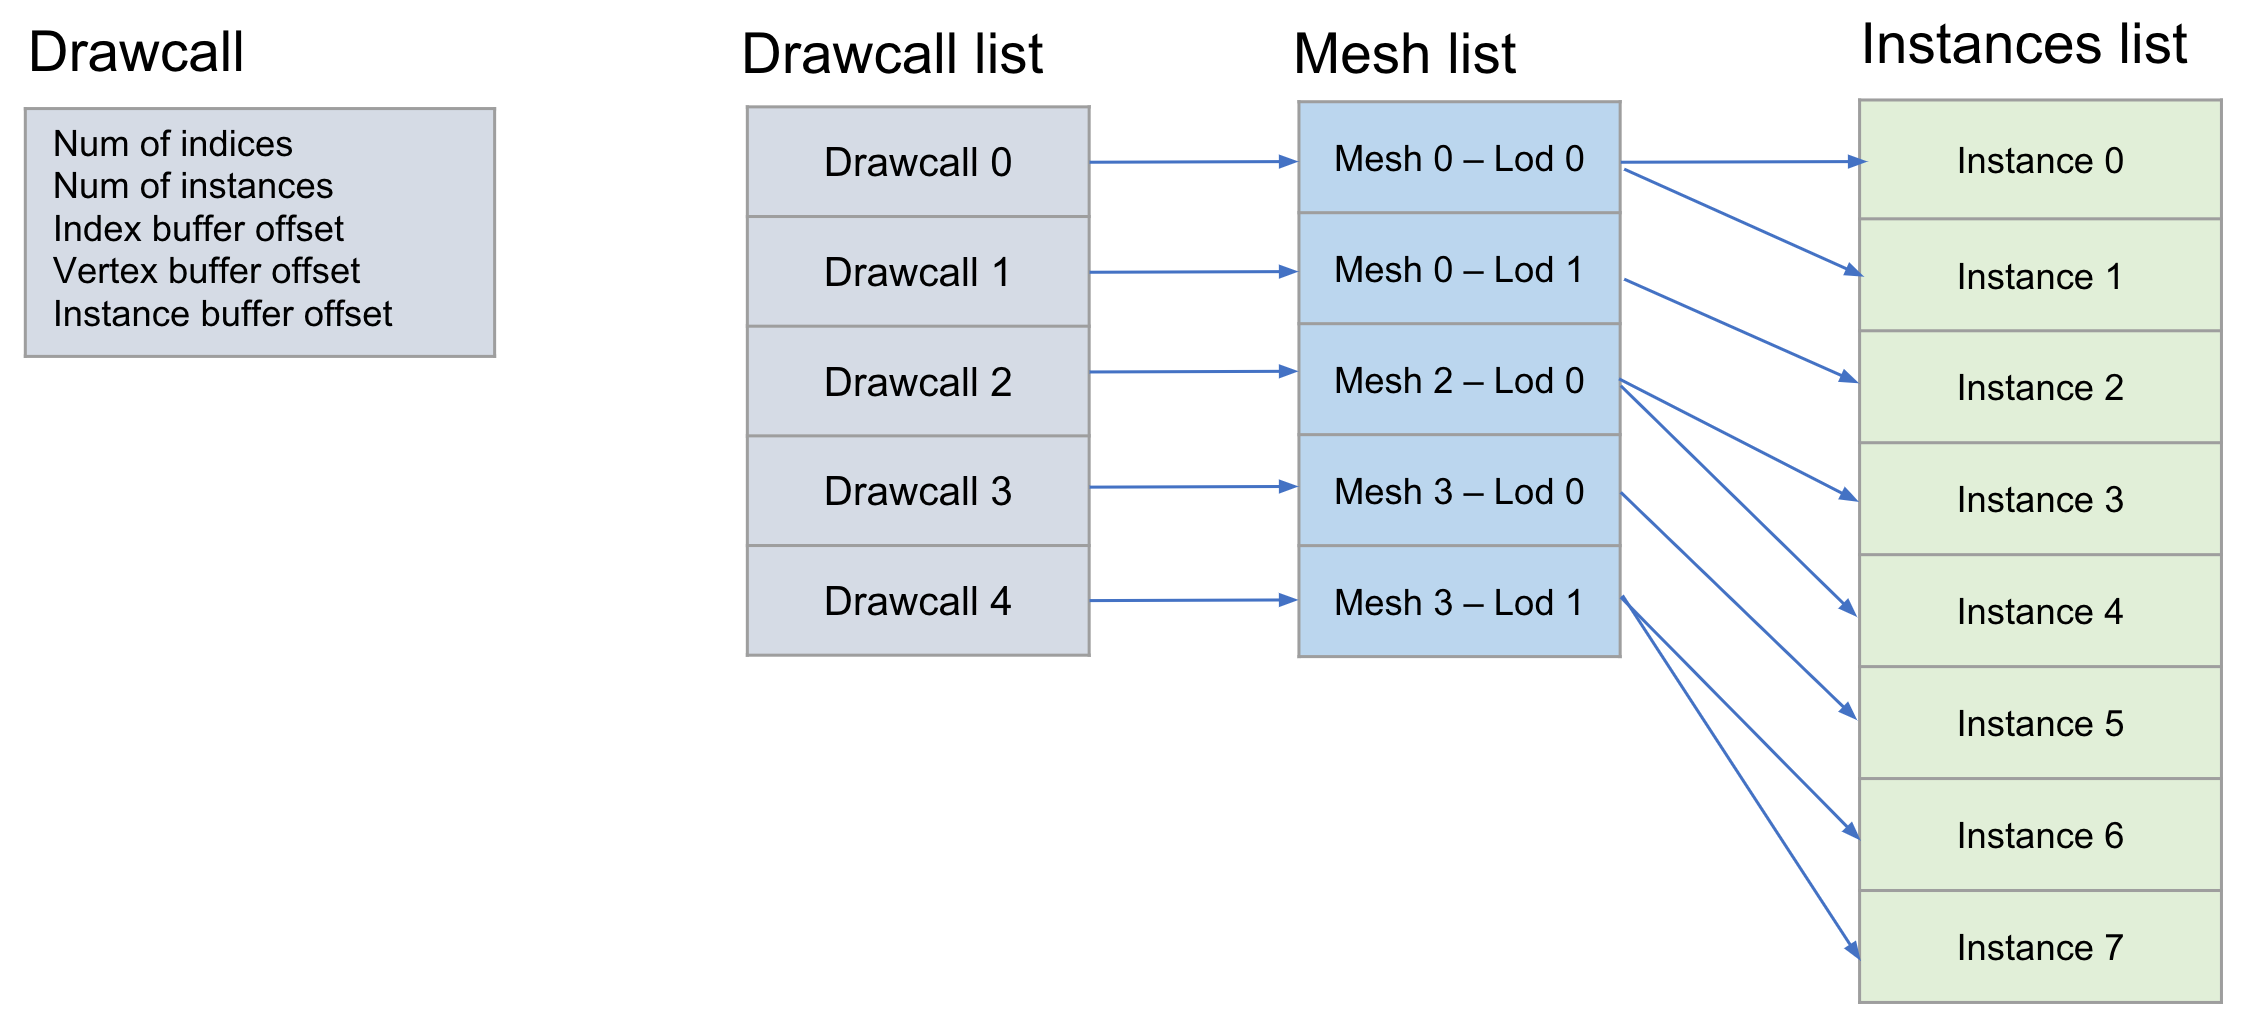 Drawcall
Num of indices
Num of instances
Index buffer offset
Vertex buffer offset
Instance buffer offset
Drawcall list
Drawcall 0
Drawcall 1
Drawcall 2
Drawcall 3
Drawcall 4
Mesh list
Mesh 0 – Lod 0
Mesh 0 – Lod 1
Mesh 2 – Lod 0
Mesh 3 – Lod 0
Mesh 3 – Lod 1
Instances list
Instance 0
Instance 1
Instance 2
Instance 3
Instance 4
Instance 5
Instance 6
Instance 7